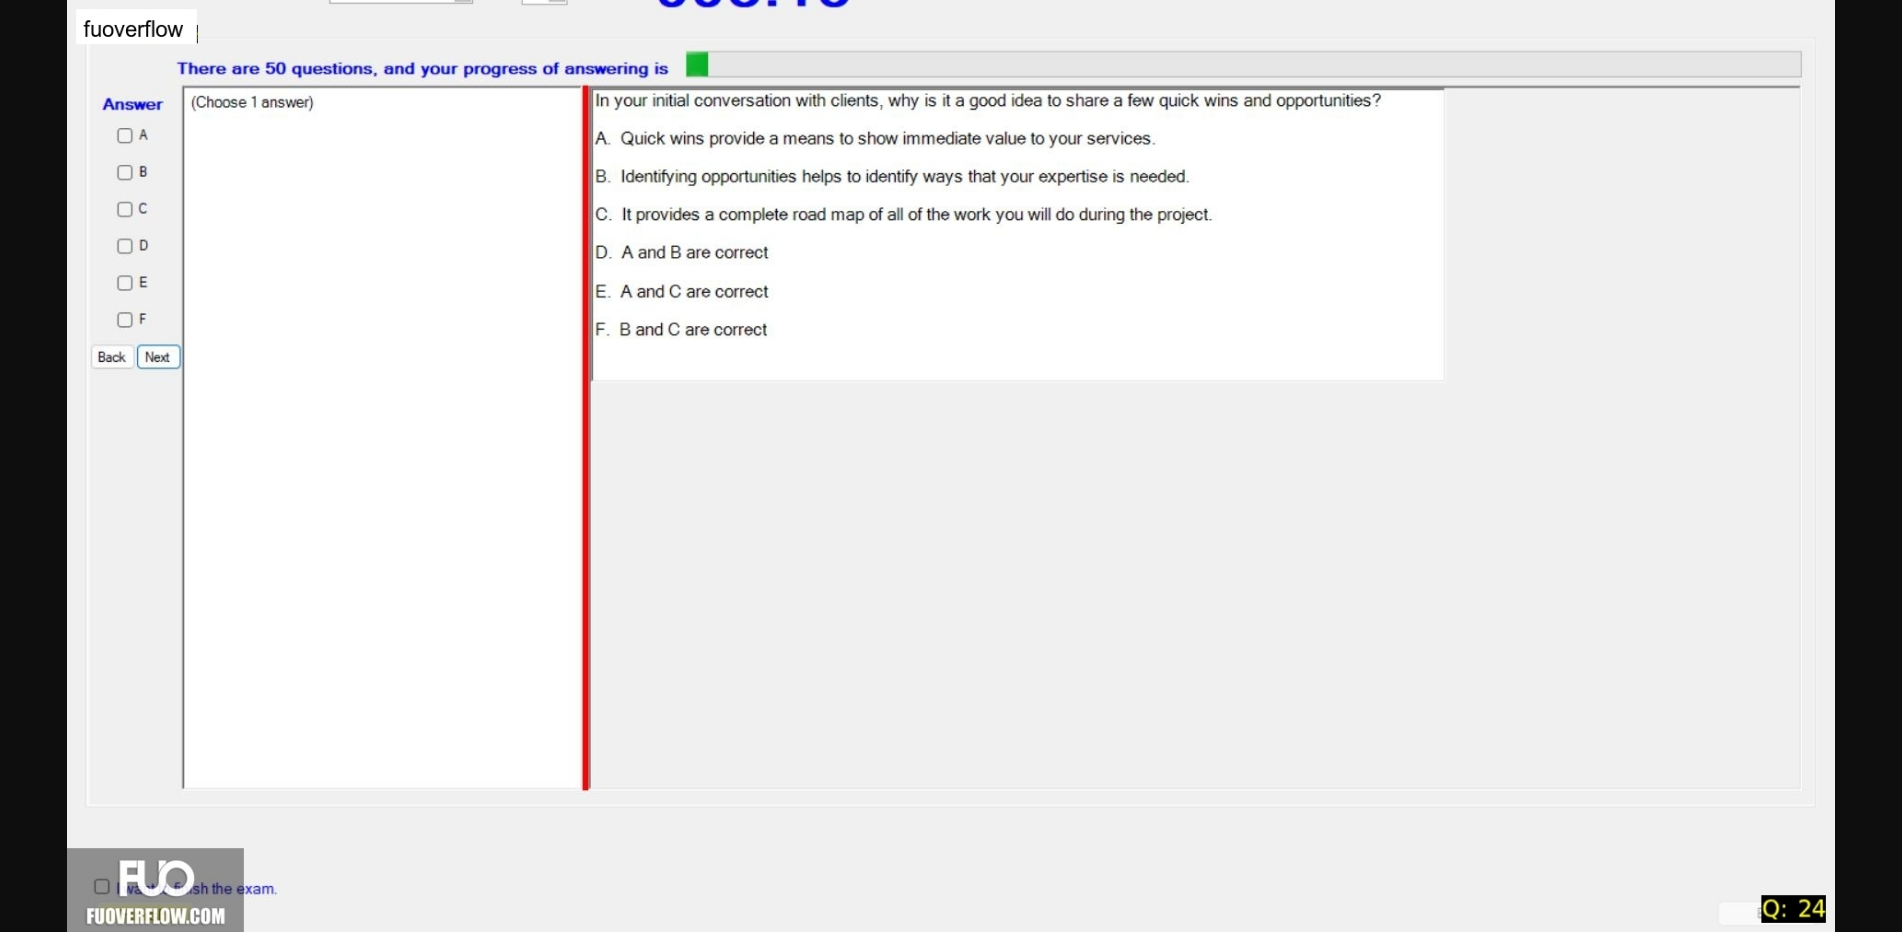 fuoverflow
There are 50 questions, and your progress of answering is
Answer
(Choose 1 answer)
A
B
C
D
E
F
Back Next
In your initial conversation with clients, why is it a good idea to share a few quick wins and opportunities?
A. Quick wins provide a means to show immediate value to your services.
B. Identifying opportunities helps to identify ways that your expertise is needed.
C. It provides a complete road map of all of the work you will do during the project.
D. A and B are correct
E. A and C are correct
F. B and C are correct
FUO
I want finish the exam.
FUOVERFLOW.COM
Q: 24